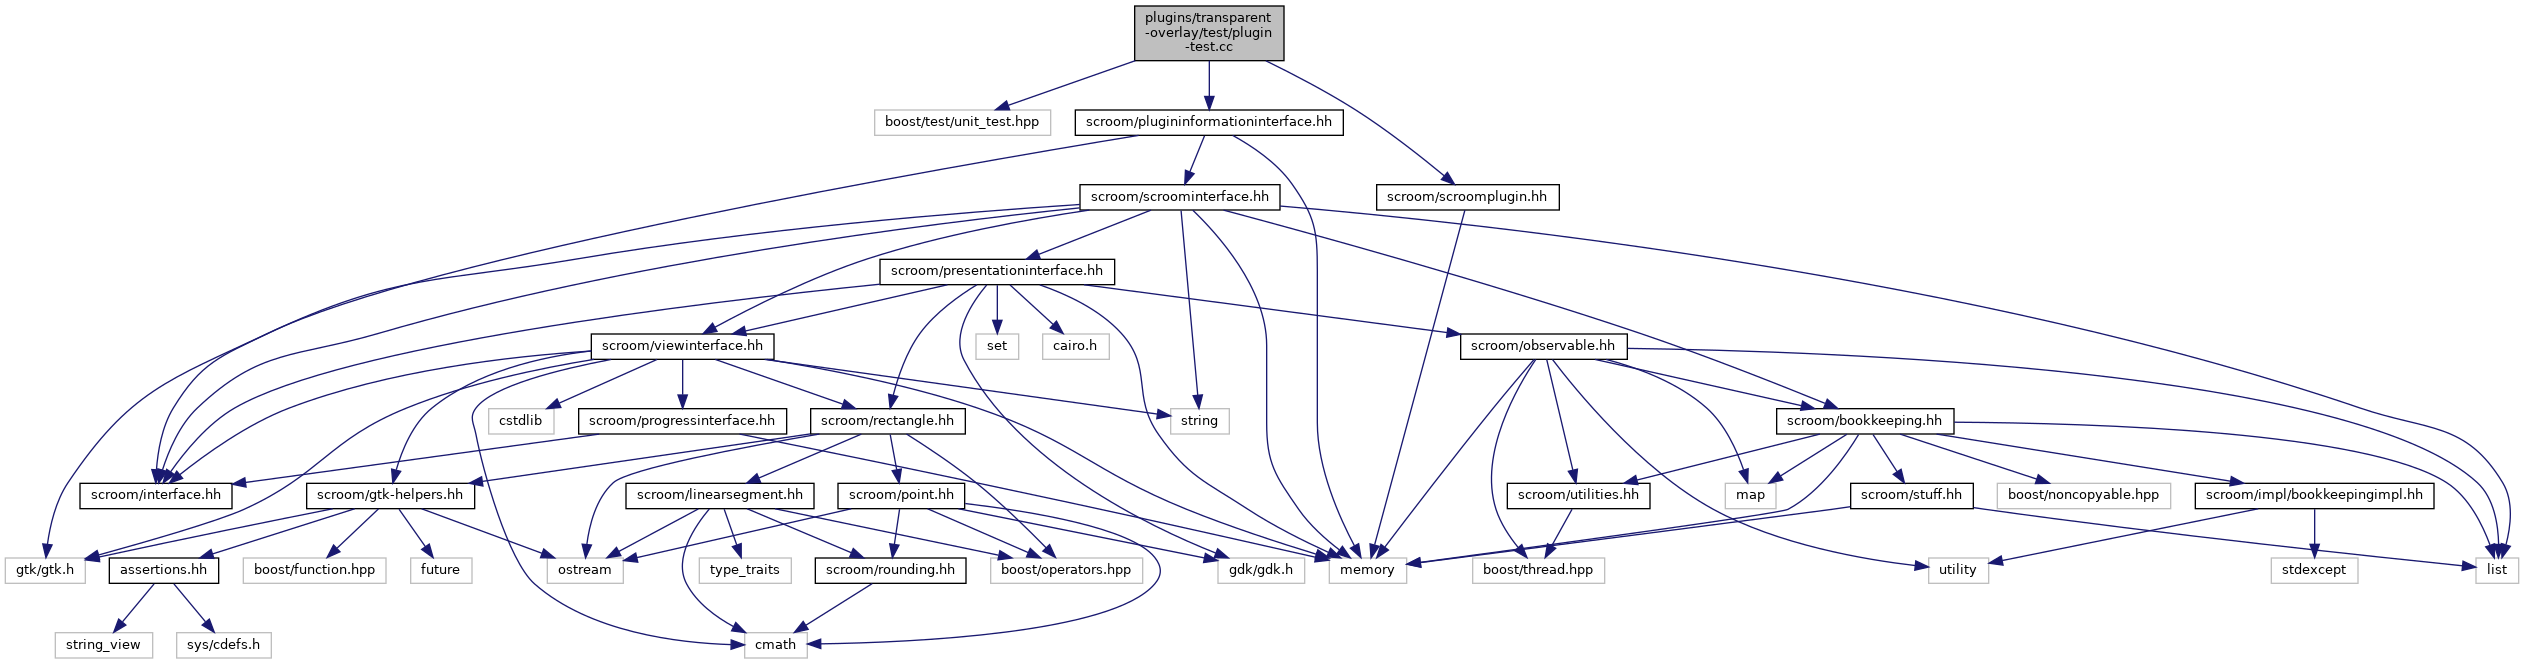 plugins/transparent
-overlay/test/plugin
-test.cc
boost/test/unit_test.hpp
scroom/plugininformationinterface.hh
scroom/scroominterface.hh
scroom/scroomplugin.hh
scroom/presentationinterface.hh
scroom/viewinterface.hh
set
cairo.h
scroom/observable.hh
cstdlib
scroom/progressinterface.hh
scroom/rectangle.hh
string
scroom/bookkeeping.hh
scroom/interface.hh
scroom/gtk-helpers.hh
scroom/linearsegment.hh
scroom/point.hh
scroom/utilities.hh
map
scroom/stuff.hh
boost/noncopyable.hpp
scroom/impl/bookkeepingimpl.hh
gtk/gtk.h
assertions.hh
boost/function.hpp
future
ostream
type_traits
scroom/rounding.hh
boost/operators.hpp
gdk/gdk.h
memory
boost/thread.hpp
utility
stdexcept
list
string_view
sys/cdefs.h
cmath